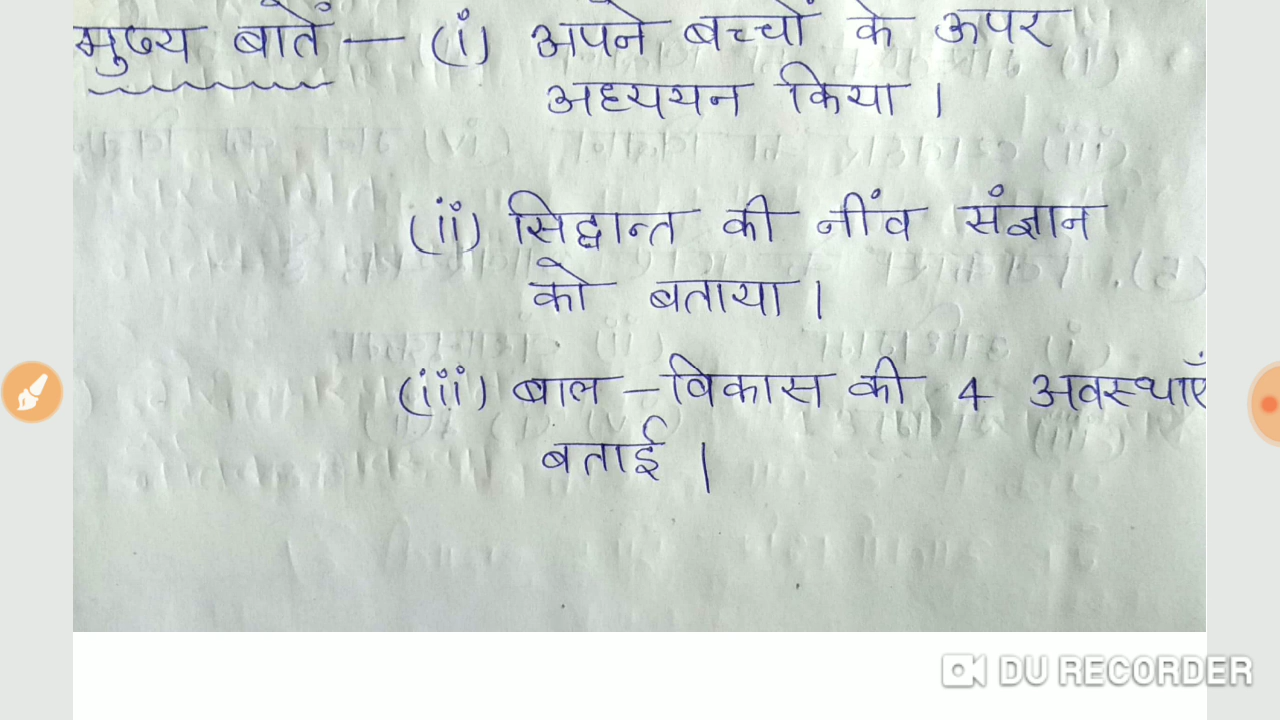 मुख्य बातें — (i) अपने बच्चों के ऊपर
अध्ययन किया।
(ii) सिद्धान्त की नींव संज्ञान
को बताया।
(iii) बाल-विकास की 4 अवस्थाएँ
बताई।
DU RECORDER